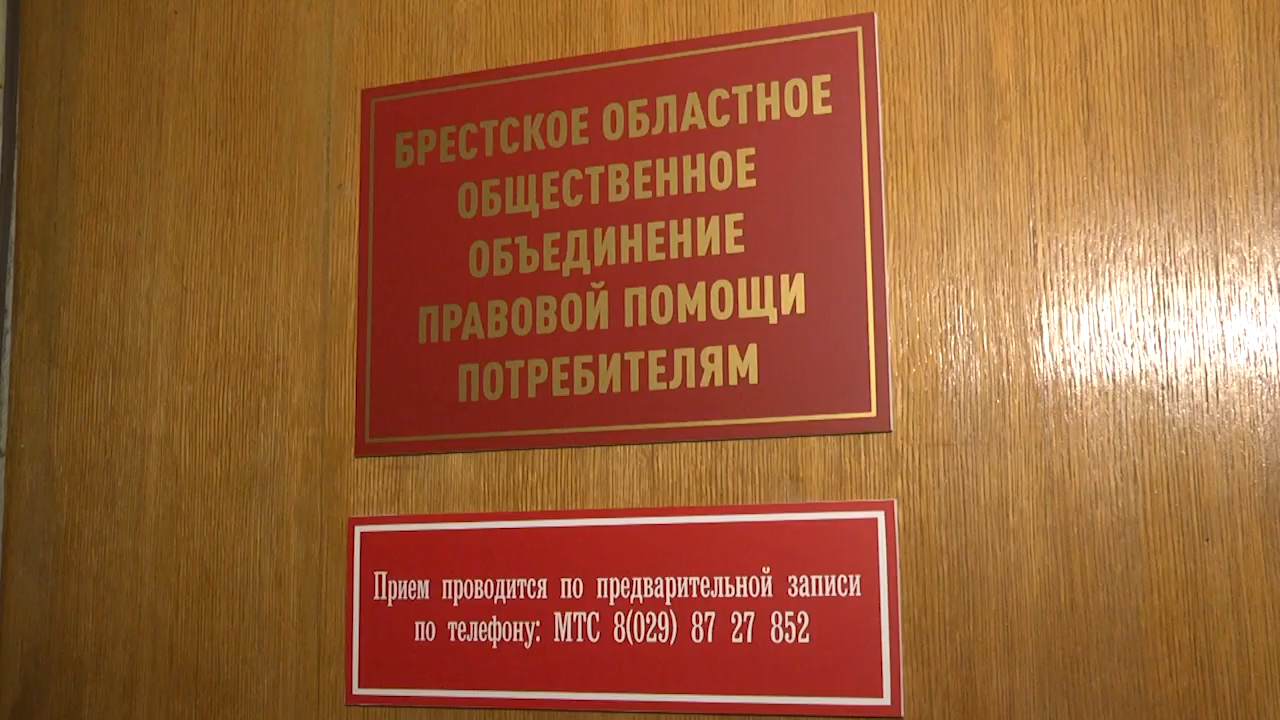 БРЕСТСКОЕ ОБЛАСТНОЕ
ОБЩЕСТВЕННОЕ
ОБЪЕДИНЕНИЕ
ПРАВОВОЙ ПОМОЩИ
ПОТРЕБИТЕЛЯМ
Прием проводится по предварительной записи
по телефону: МТС 8(029) 87 27 852